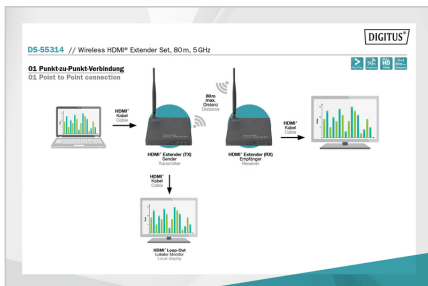 DIGITUS®
DS-55314 // Wireless HDMI® Extender Set, 80 m, 5 GHz
01 Punkt-zu-Punkt-Verbindung
01 Point to Point connection
80 m
max.
Distanz
Distance
HDMI®
Kabel
Cable
HDMI®
Kabel
Cable
HDMI® Extender (TX)
Sender
Transmitter
HDMI® Extender (RX)
Empfänger
Receiver
HDMI®
Kabel
Cable
HDMI® Loop-Out
Lokaler Monitor
Local display